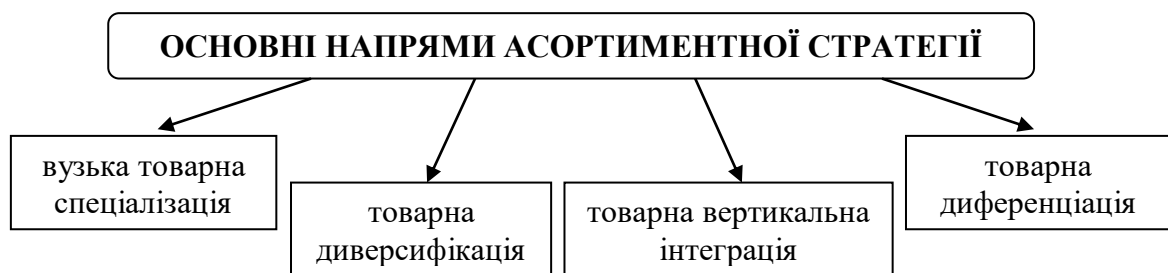 ОСНОВНІ НАПРЯМИ АСОРТИМЕНТНОЇ СТРАТЕГІЇ
вузька товарна
спеціалізація
товарна
диверсифікація
товарна вертикальна
інтеграція
товарна
диференціація